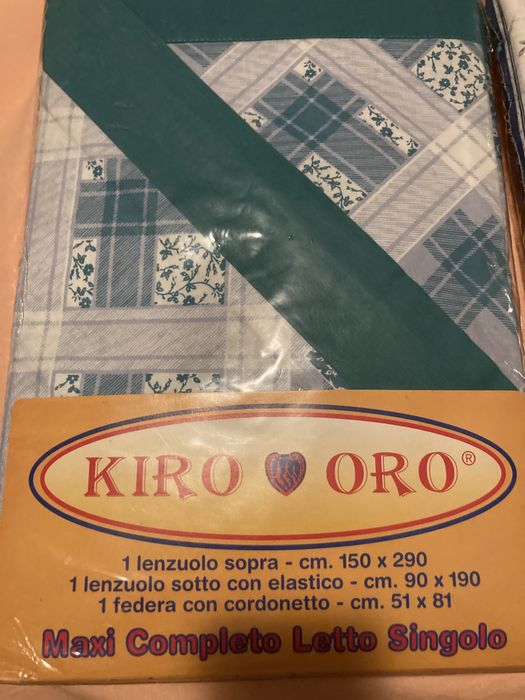 KIRO ORO®
1 lenzuolo sopra - cm. 150 x 290
1 lenzuolo sotto con elastico - cm. 90 x 190
1 federa con cordonetto - cm. 51 x 81
Maxi Completo Letto Singolo